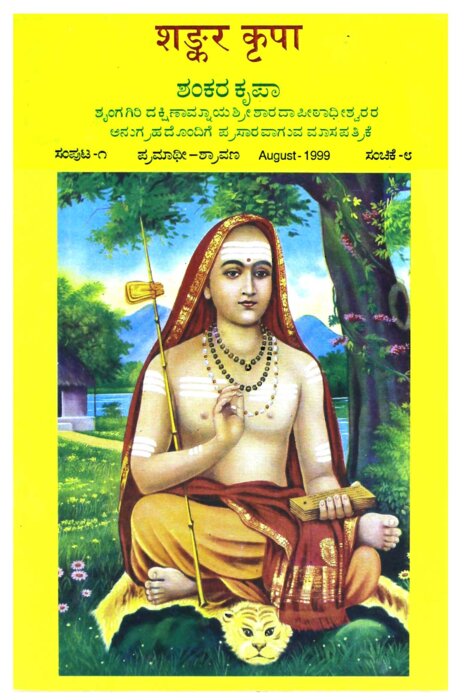 शङ्कर कृपा
ಶಂಕರ ಕೃಪಾ
ಶೃಂಗಗಿರಿ ದಕ್ಷಿಣಾಮ್ನಾಯ ಶ್ರೀ ಶಾರದಾಪೀಠಾಧೀಶ್ವರರ
ಅನುಗ್ರಹದೊಂದಿಗೆ ಪ್ರಸಾರವಾಗುವ ಮಾಸಪತ್ರಿಕೆ
ಸಂಪುಟ-೧ ಪ್ರಮಾಥೀ-ಶ್ರಾವಣ August-1999 ಸಂಚಿಕೆ-೮